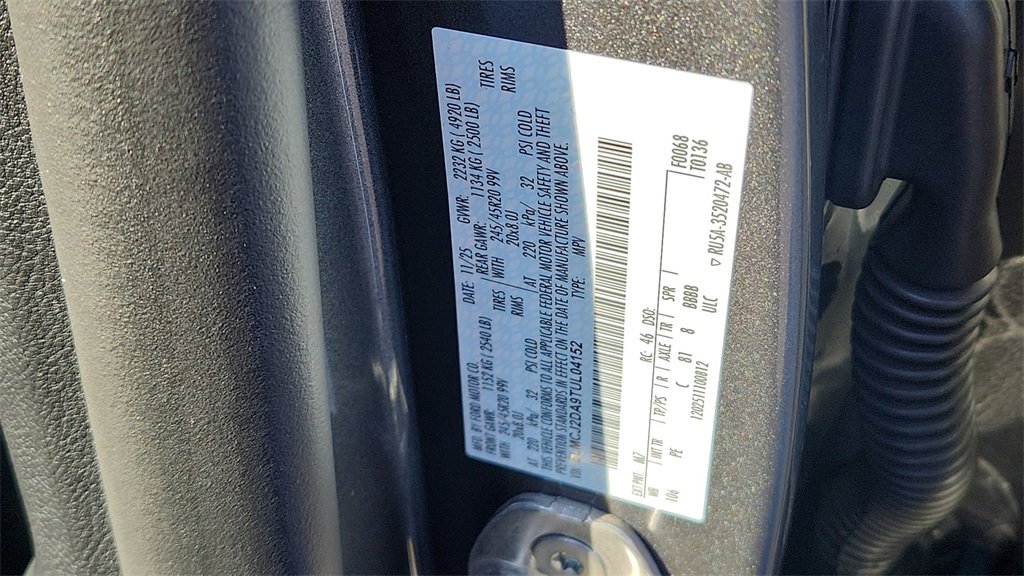 MFD. BY FORD MOTOR CO. DATE: 11/25 GVWR: 2232 KG ( 4920 LB)
FRONT GAWR: 1152 KG ( 2540 LB) REAR GAWR: 1134 KG ( 2500 LB)
WITH 245/45R20 99V TIRES WITH 245/45R20 99V TIRES
20x8.0J RIMS 20x8.0J RIMS
AT 220 kPa/ 32 PSI COLD AT 220 kPa/ 32 PSI COLD
THIS VEHICLE CONFORMS TO ALL APPLICABLE FEDERAL MOTOR VEHICLE SAFETY AND THEFT
PREVENTION STANDARDS IN EFFECT ON THE DATE OF MANUFACTURE SHOWN ABOVE.
TYPE: MPV
EXT PNT: M7 RC: 46 DSO: F0068
WB INT TR TP/PS R AXLE TR SPR T0136
106 PE C 81 8 BBBB
ULC
120251100812 ▽ RU5A-3520472-AB